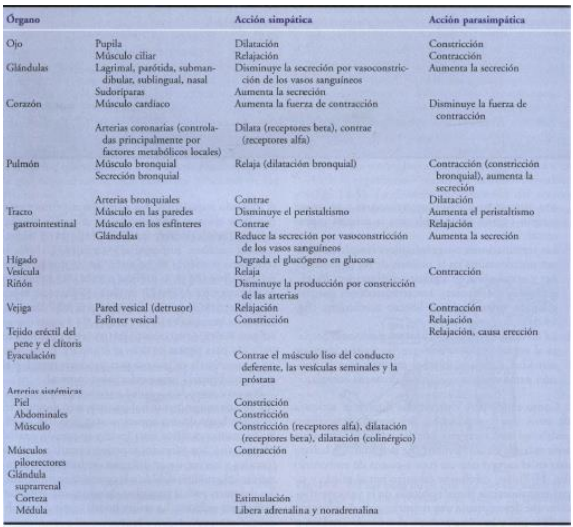 Órgano Acción simpática Acción parasimpática
Ojo Pupila Dilatación Constricción
Músculo ciliar Relajación Contracción
Glándulas Lagrimal, parótida, subman- Disminuye la secreción por vasoconstric- Aumenta la secreción
dibular, sublingual, nasal ción de los vasos sanguíneos
Sudoríparas Aumenta la secreción
Corazón Músculo cardíaco Aumenta la fuerza de contracción Disminuye la fuerza de
contracción
Arterias coronarias (controla- Dilata (receptores beta), contrae
das principalmente por (receptores alfa)
factores metabólicos locales)
Pulmón Músculo bronquial Relaja (dilatación bronquial) Contracción (constricción
Secreción bronquial bronquial), aumenta la
secreción
Arterias bronquiales Contrae Dilatación
Tracto Músculo en las paredes Disminuye el peristaltismo Aumenta el peristaltismo
gastrointestinal Músculo en los esfínteres Contrae Relajación
Glándulas Reduce la secreción por vasoconstricción Aumenta la secreción
de los vasos sanguíneos
Hígado Degrada el glucógeno en glucosa
Vesícula Relaja Contracción
Riñón Disminuye la producción por constricción
de las arterias
Vejiga Pared vesical (detrusor) Relajación Contracción
Esfínter vesical Constricción Relajación
Tejido eréctil del Relajación, causa erección
pene y el clítoris
Eyaculación Contrae el músculo liso del conducto
deferente, las vesículas seminales y la
próstata
Arterias sistémicas
Piel Constricción
Abdominales Constricción
Músculo Constricción (receptores alfa), dilatación
(receptores beta), dilatación (colinérgico)
Músculos Contracción
piloerectores
Glándula
suprarrenal
Corteza Estimulación
Médula Libera adrenalina y noradrenalina